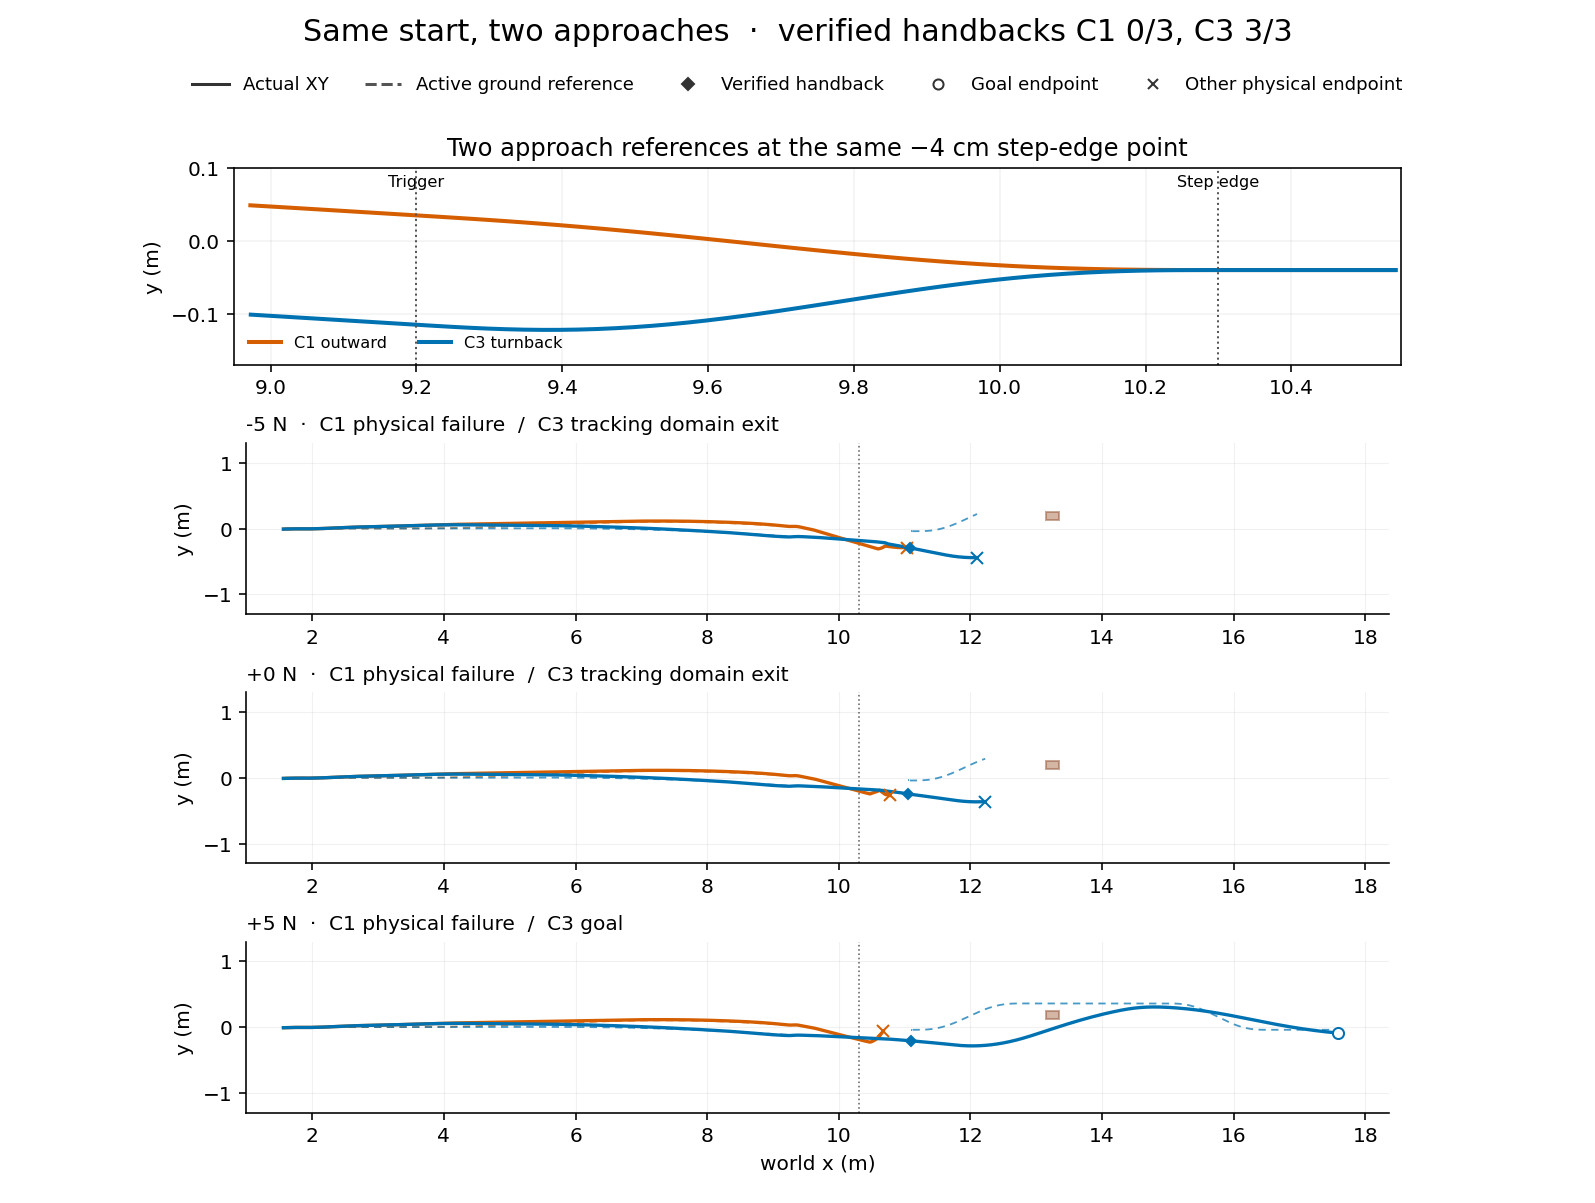 Same start, two approaches · verified handbacks C1 0/3, C3 3/3
Actual XY Active ground reference Verified handback Goal endpoint Other physical endpoint
Two approach references at the same −4 cm step-edge point
Trigger Step edge
0.1
0.0
−0.1
y (m)
C1 outward C3 turnback
9.0 9.2 9.4 9.6 9.8 10.0 10.2 10.4
-5 N · C1 physical failure / C3 tracking domain exit
1
0
−1
y (m)
2 4 6 8 10 12 14 16 18
+0 N · C1 physical failure / C3 tracking domain exit
1
0
−1
y (m)
2 4 6 8 10 12 14 16 18
+5 N · C1 physical failure / C3 goal
1
0
−1
y (m)
2 4 6 8 10 12 14 16 18
world x (m)